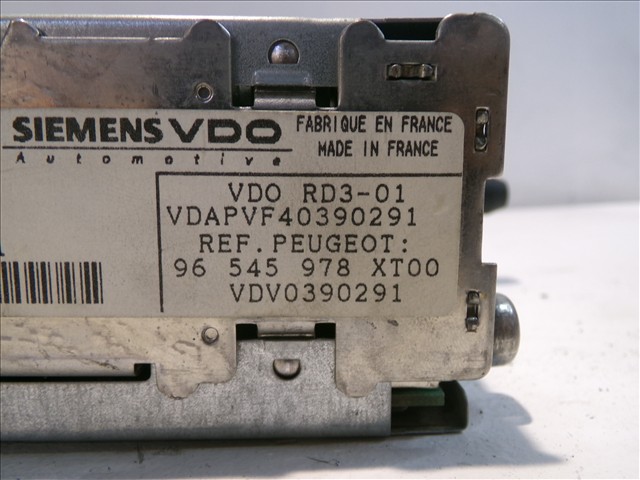 SIEMENS VDO
Automotive
FABRIQUE EN FRANCE
MADE IN FRANCE
VDO RD3-01
VDAPVF40390291
REF. PEUGEOT:
96 545 978 XT00
VDV0390291